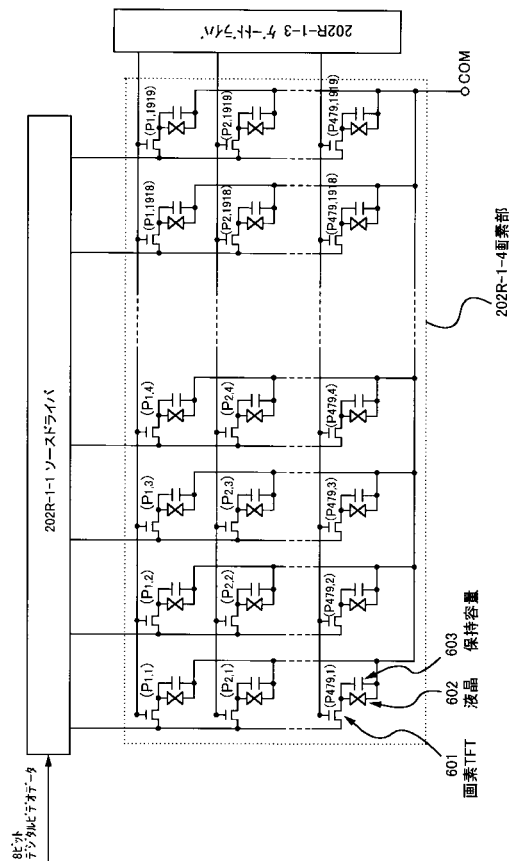 8ビット
デジタルビデオデータ
202R-1-1 ソースドライバ
202R-1-3 ゲートドライバ
(P1,1)
(P1,2)
(P1,3)
(P1,4)
(P1,1918)
(P1,1919)
(P2,1)
(P2,2)
(P2,3)
(P2,4)
(P2,1918)
(P2,1919)
(P479,1)
(P479,2)
(P479,3)
(P479,4)
(P479,1918)
(P479,1919)
COM
202R-1-4画素部
601
画素TFT
602
液晶
603
保持容量